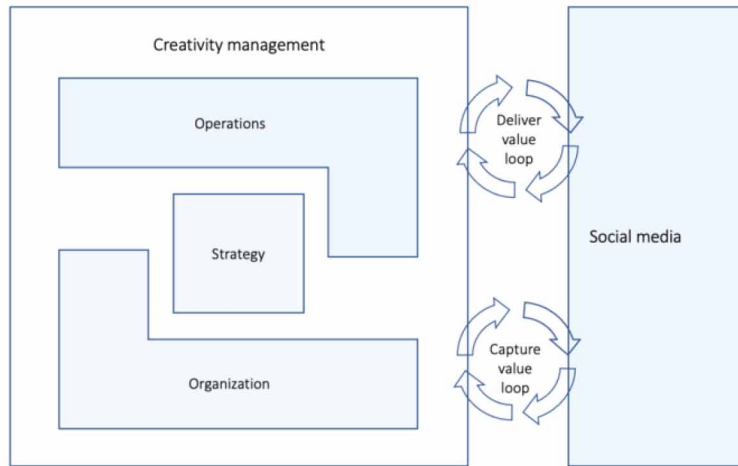 Creativity management
Operations
Deliver
value
loop
Strategy
Social media
Capture
value
loop
Organization